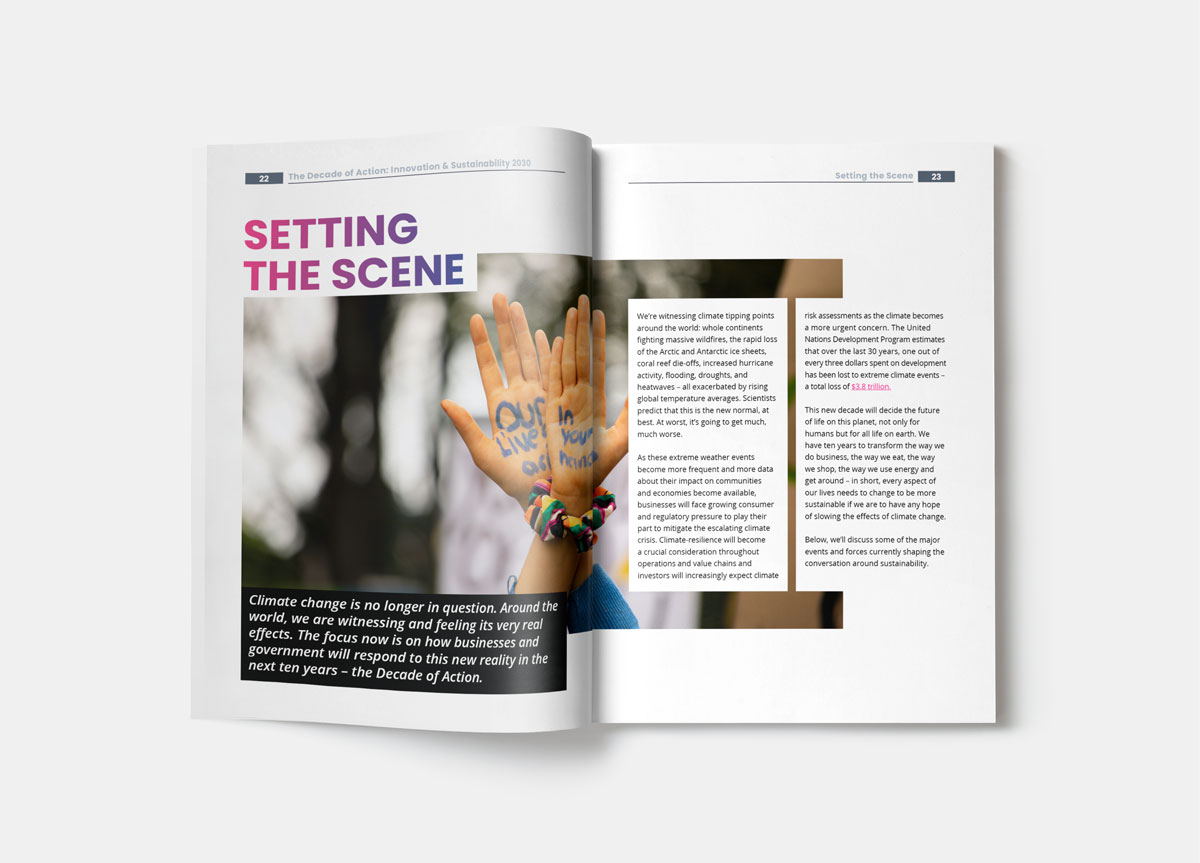 22 The Decade of Action: Innovation & Sustainability 2030
SETTING
THE SCENE
OUR
Live
in
your
Climate change is no longer in question. Around the
world, we are witnessing and feeling its very real
effects. The focus now is on how businesses and
government will respond to this new reality in the
next ten years – the Decade of Action.
Setting the Scene 23
We’re witnessing climate tipping points
around the world: whole continents
fighting massive wildfires, the rapid loss
of the Arctic and Antarctic ice sheets,
coral reef die-offs, increased hurricane
activity, flooding, droughts, and
heatwaves – all exacerbated by rising
global temperature averages. Scientists
predict that this is the new normal, at
best. At worst, it’s going to get much,
much worse.
As these extreme weather events
become more frequent and more data
about their impact on communities
and economies become available,
businesses will face growing consumer
and regulatory pressure to play their
part to mitigate the escalating climate
crisis. Climate-resilience will become
a crucial consideration throughout
operations and value chains and
investors will increasingly expect climate
risk assessments as the climate becomes
a more urgent concern. The United
Nations Development Program estimates
that over the last 30 years, one out of
every three dollars spent on development
has been lost to extreme climate events –
a total loss of $3.8 trillion.
This new decade will decide the future
of life on this planet, not only for
humans but for all life on earth. We
have ten years to transform the way we
do business, the way we eat, the way
we shop, the way we use energy and
get around – in short, every aspect of
our lives needs to change to be more
sustainable if we are to have any hope
of slowing the effects of climate change.
Below, we’ll discuss some of the major
events and forces currently shaping the
conversation around sustainability.